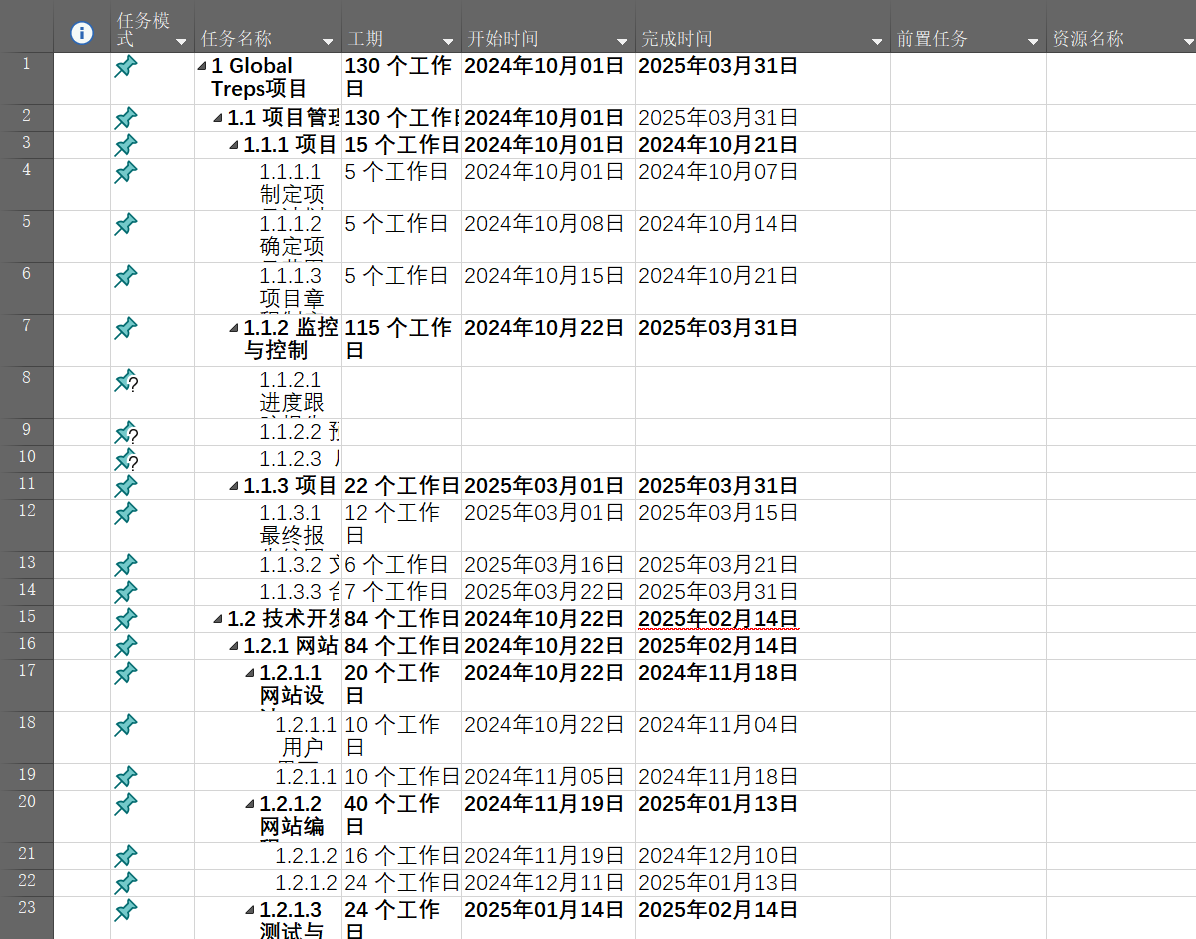 任务模式 任务名称 工期 开始时间 完成时间 前置任务 资源名称
1 1 Global Treps项目 130 个工作日 2024年10月01日 2025年03月31日
2 1.1 项目管理 130 个工作日 2024年10月01日 2025年03月31日
3 1.1.1 项目 15 个工作日 2024年10月01日 2024年10月21日
4 1.1.1.1 制定项 5 个工作日 2024年10月01日 2024年10月07日
5 1.1.1.2 确定项 5 个工作日 2024年10月08日 2024年10月14日
6 1.1.1.3 项目章 5 个工作日 2024年10月15日 2024年10月21日
7 1.1.2 监控与控制 115 个工作日 2024年10月22日 2025年03月31日
8 ? 1.1.2.1 进度跟
9 ? 1.1.2.2
10 ? 1.1.2.3
11 1.1.3 项目 22 个工作日 2025年03月01日 2025年03月31日
12 1.1.3.1 最终报 12 个工作日 2025年03月01日 2025年03月15日
13 1.1.3.2 6 个工作日 2025年03月16日 2025年03月21日
14 1.1.3.3 7 个工作日 2025年03月22日 2025年03月31日
15 1.2 技术开发 84 个工作日 2024年10月22日 2025年02月14日
16 1.2.1 网站 84 个工作日 2024年10月22日 2025年02月14日
17 1.2.1.1 网站设 20 个工作日 2024年10月22日 2024年11月18日
18 1.2.1.1 用户 10 个工作日 2024年10月22日 2024年11月04日
19 1.2.1.1 10 个工作日 2024年11月05日 2024年11月18日
20 1.2.1.2 网站编 40 个工作日 2024年11月19日 2025年01月13日
21 1.2.1.2 16 个工作日 2024年11月19日 2024年12月10日
22 1.2.1.2 24 个工作日 2024年12月11日 2025年01月13日
23 1.2.1.3 测试与 24 个工作日 2025年01月14日 2025年02月14日